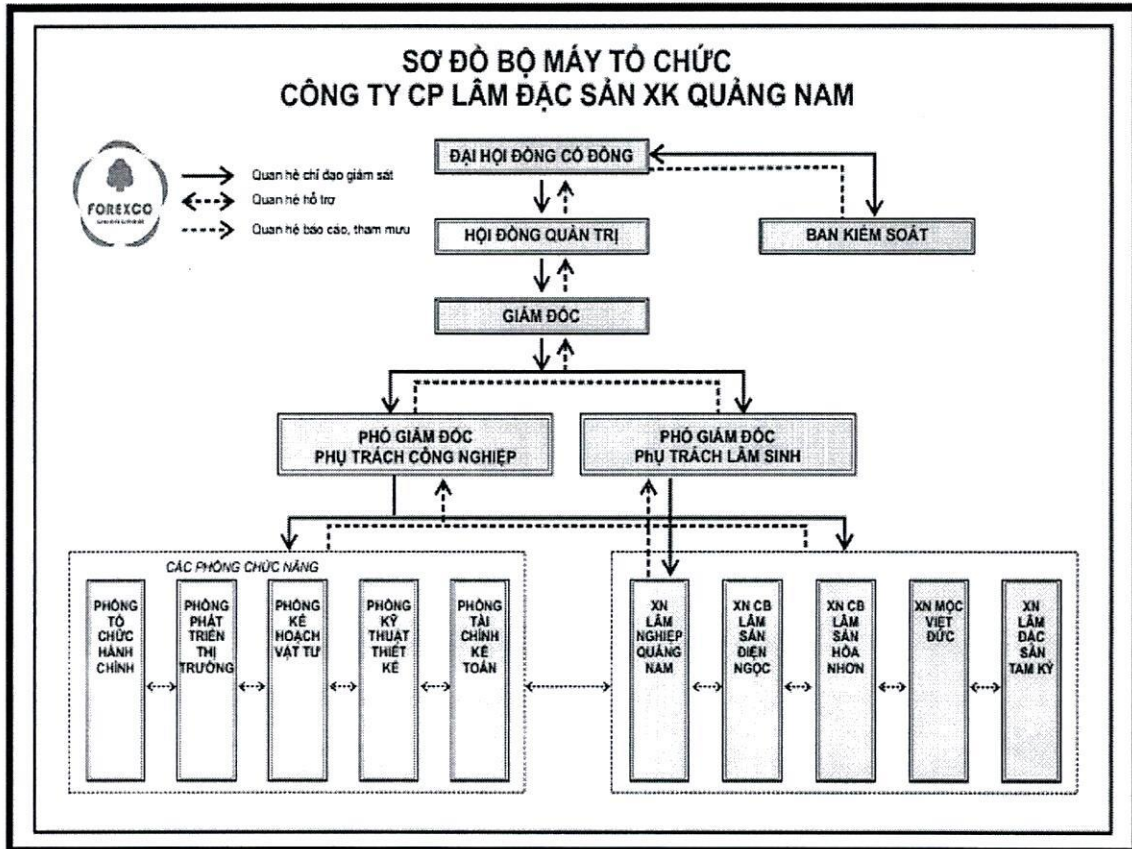 SƠ ĐỒ BỘ MÁY TỔ CHỨC
CÔNG TY CP LÂM ĐẶC SẢN XK QUẢNG NAM
FOREXCO
Quan hệ chỉ đạo giám sát
Quan hệ hỗ trợ
Quan hệ báo cáo, tham mưu
ĐẠI HỘI ĐỒNG CỔ ĐÔNG
HỘI ĐỒNG QUẢN TRỊ
BAN KIỂM SOÁT
GIÁM ĐỐC
PHÓ GIÁM ĐỐC
PHỤ TRÁCH CÔNG NGHIỆP
PHÓ GIÁM ĐỐC
PhỤ TRÁCH LÂM SINH
CÁC PHÒNG CHỨC NĂNG
PHÒNG
TỔ
CHỨC
HÀNH
CHÍNH
PHÒNG
PHÁT
TRIỂN
THỊ
TRƯỜNG
PHÒNG
KẾ
HOẠCH
VẬT TƯ
PHÒNG
KỸ
THUẬT
THIẾT
KẾ
PHÒNG
TÀI
CHÍNH
KẾ
TOÁN
XN
LÂM
NGHIỆP
QUẢNG
NAM
XN CB
LÂM
SẢN
ĐIỆN
NGỌC
XN CB
LÂM
SẢN
HÒA
NHƠN
XN MỘC
VIỆT
ĐỨC
XN
LÂM
ĐẶC
SẢN
TAM KỲ